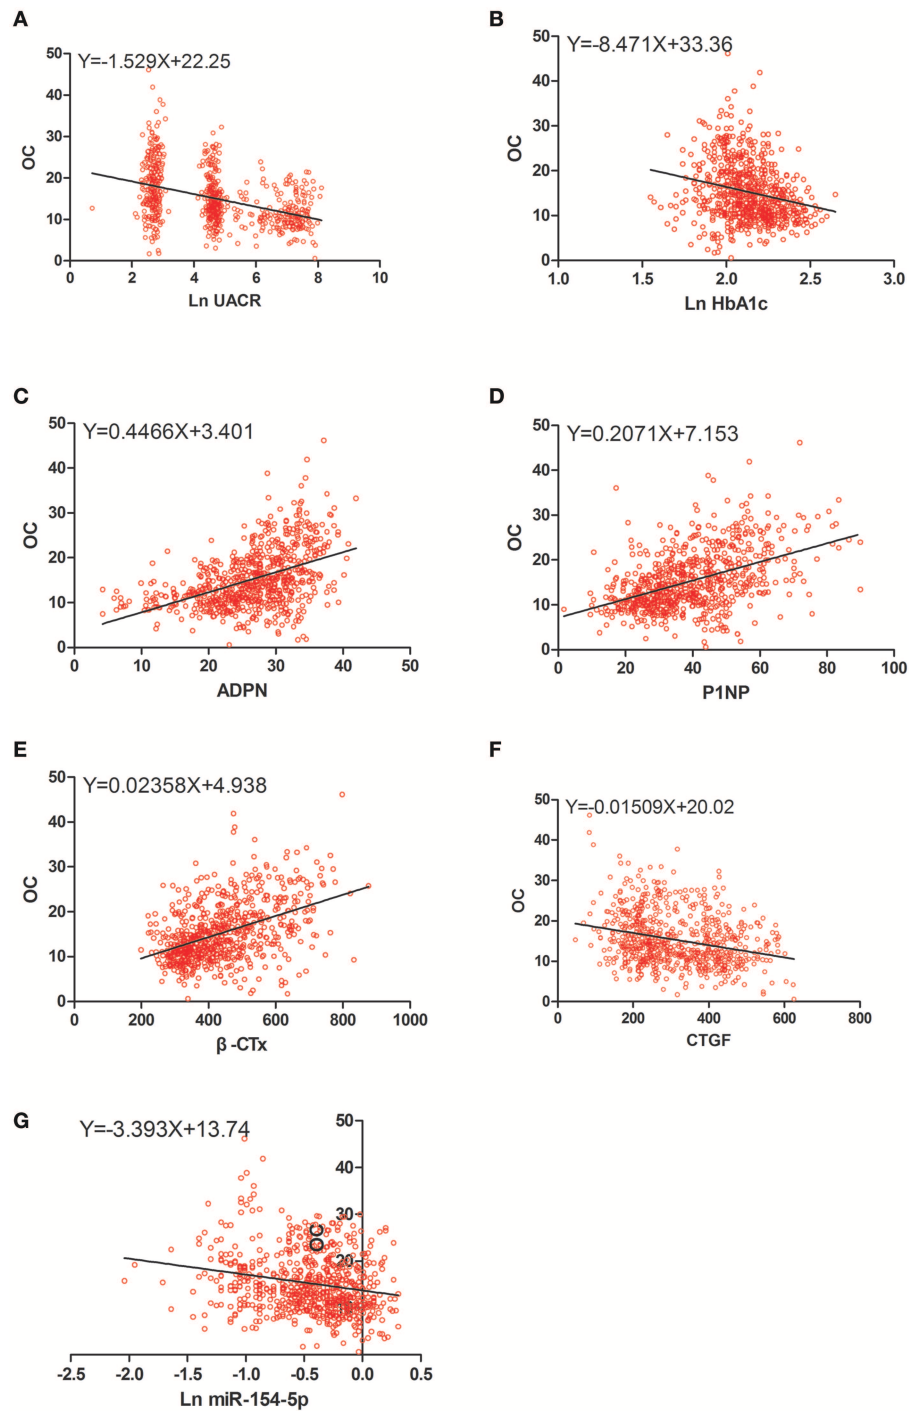 A
Y=-1.529X+22.25
50
40
30
20
10
0
OC
0 2 4 6 8 10
Ln UACR
B
Y=-8.471X+33.36
50
40
30
20
10
0
OC
1.0 1.5 2.0 2.5 3.0
Ln HbA1c
C
Y=0.4466X+3.401
50
40
30
20
10
0
OC
0 10 20 30 40 50
ADPN
D
Y=0.2071X+7.153
50
40
30
20
10
0
OC
0 20 40 60 80 100
P1NP
E
Y=0.02358X+4.938
50
40
30
20
10
0
OC
0 200 400 600 800 1000
β -CTx
F
Y=-0.01509X+20.02
50
40
30
20
10
0
OC
0 200 400 600 800
CTGF
G
Y=-3.393X+13.74
50
40
30
20
10
OC
-2.5 -2.0 -1.5 -1.0 -0.5 0.0 0.5
Ln miR-154-5p